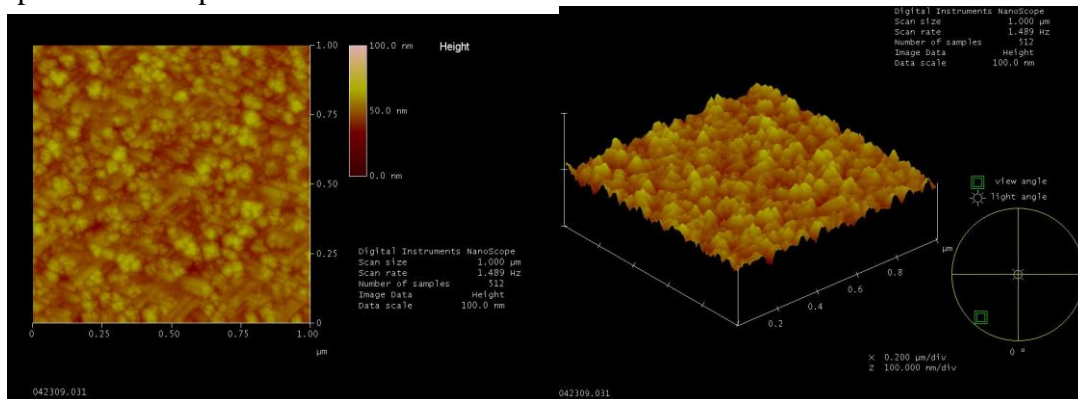 1.00
100.0 nm
Height
0.75
50.0 nm
0.50
0.0 nm
0.25
Digital Instruments NanoScope
Scan size 1.000 µm
Scan rate 1.489 Hz
Number of samples 512
Image Data Height
Data scale 100.0 nm
0
0 0.25 0.50 0.75 1.00
µm
042309.031
Digital Instruments NanoScope
Scan size 1.000 µm
Scan rate 1.489 Hz
Number of samples 512
Image Data Height
Data scale 100.0 nm
view angle
light angle
µm
0.8
0.6
0.4
0.2
0 °
X 0.200 µm/div
Z 100.000 nm/div
042309.031